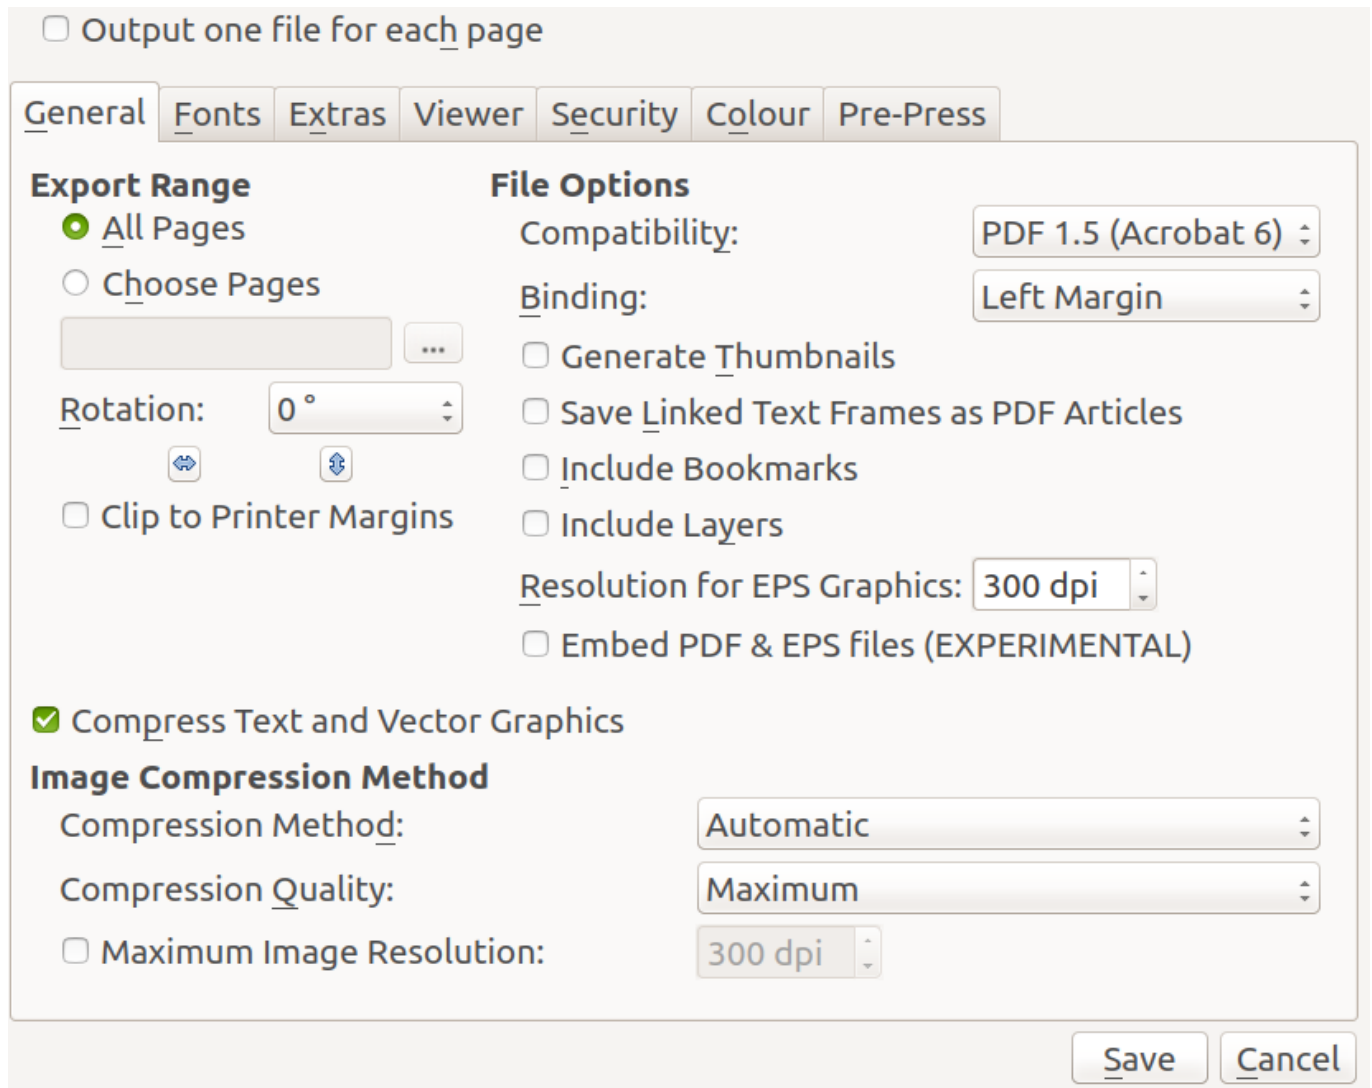 Output one file for each page
General Fonts Extras Viewer Security Colour Pre-Press
Export Range
All Pages
Choose Pages
...
Rotation: 0 °
Clip to Printer Margins
File Options
Compatibility: PDF 1.5 (Acrobat 6)
Binding: Left Margin
Generate Thumbnails
Save Linked Text Frames as PDF Articles
Include Bookmarks
Include Layers
Resolution for EPS Graphics: 300 dpi
Embed PDF & EPS files (EXPERIMENTAL)
Compress Text and Vector Graphics
Image Compression Method
Compression Method: Automatic
Compression Quality: Maximum
Maximum Image Resolution: 300 dpi
Save Cancel